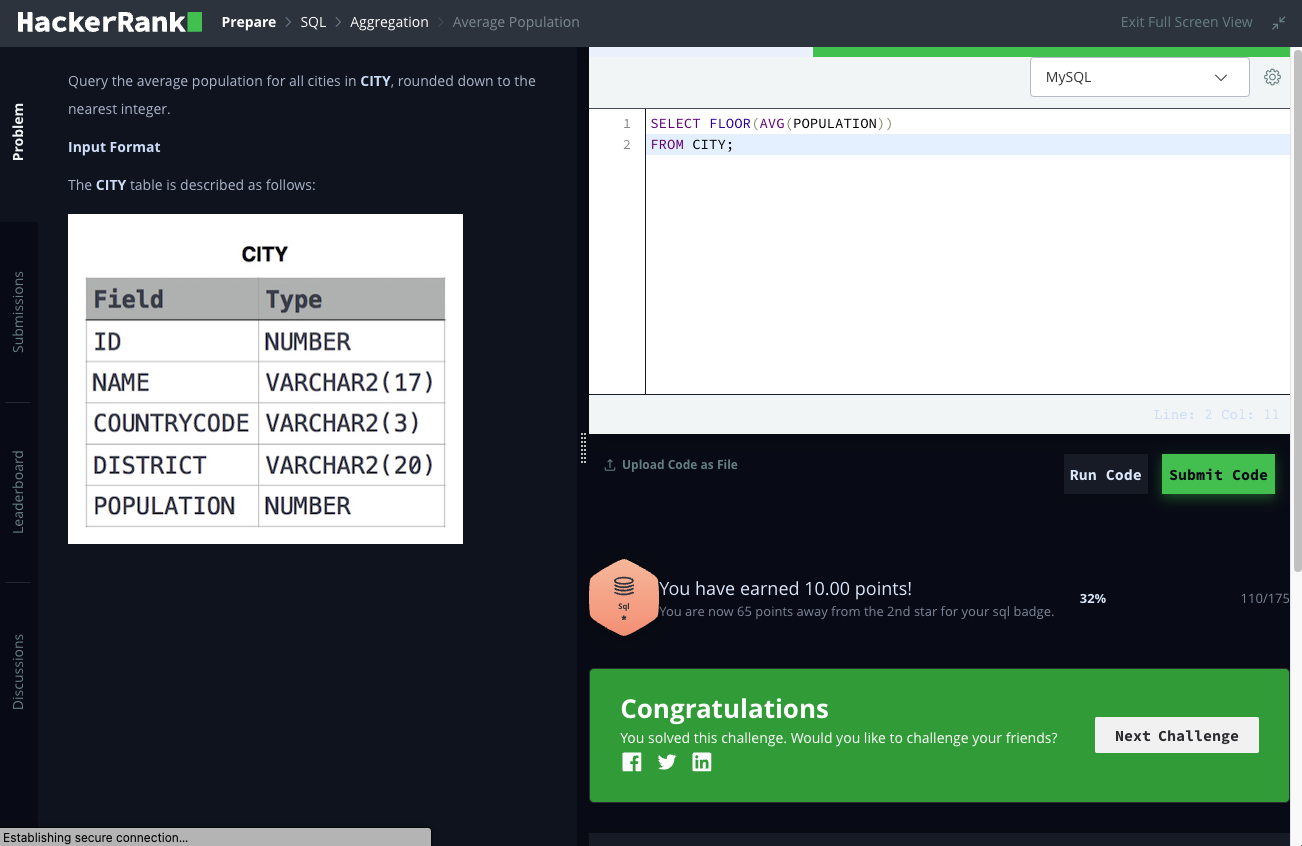 HackerRank
Prepare > SQL > Aggregation > Average Population
Exit Full Screen View
Problem
Submissions
Leaderboard
Discussions
Query the average population for all cities in CITY, rounded down to the
nearest integer.
Input Format
The CITY table is described as follows:
CITY
Field Type
ID NUMBER
NAME VARCHAR2(17)
COUNTRYCODE VARCHAR2(3)
DISTRICT VARCHAR2(20)
POPULATION NUMBER
MySQL
1 SELECT FLOOR(AVG(POPULATION))
2 FROM CITY;
Line: 2 Col: 11
Upload Code as File
Run Code
Submit Code
Sql
You have earned 10.00 points!
You are now 65 points away from the 2nd star for your sql badge.
32%
110/175
Congratulations
You solved this challenge. Would you like to challenge your friends?
Next Challenge
Establishing secure connection...